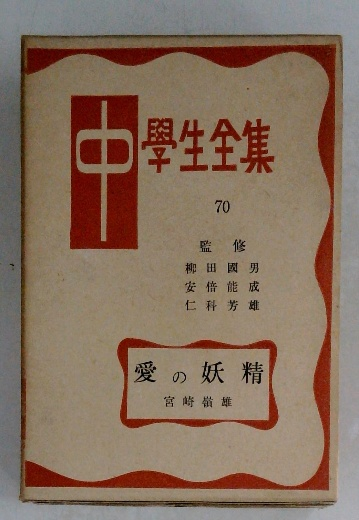 中學生全集
70
監修
柳田國男
安倍能成
仁科芳雄
愛の妖精
宮崎嶺雄